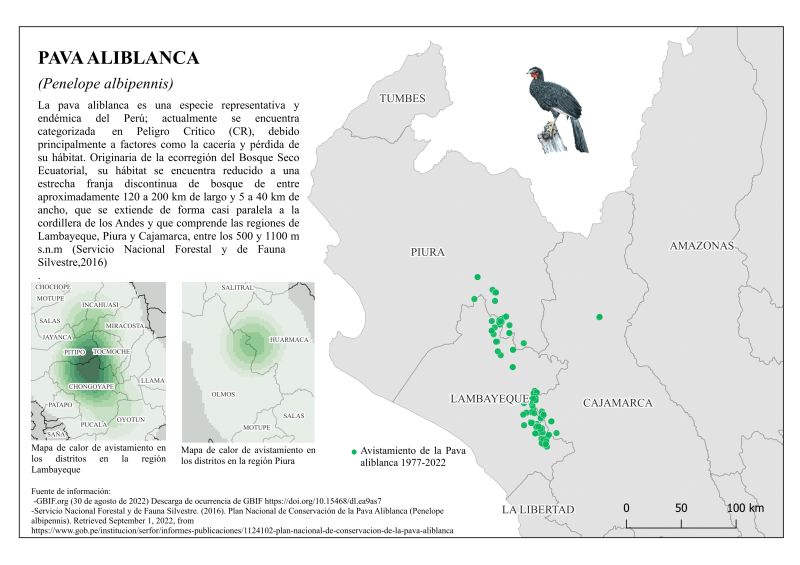 PAVA ALIBLANCA
(Penelope albipennis)
La pava aliblanca es una especie representativa y
endémica del Perú; actualmente se encuentra
categorizada en Peligro Crítico (CR), debido
principalmente a factores como la cacería y pérdida de
su hábitat. Originaria de la ecorregión del Bosque Seco
Ecuatorial, su hábitat se encuentra reducido a una
estrecha franja discontinua de bosque de entre
aproximadamente 120 a 200 km de largo y 5 a 40 km de
ancho, que se extiende de forma casi paralela a la
cordillera de los Andes y que comprende las regiones de
Lambayeque, Piura y Cajamarca, entre los 500 y 1100 m
s.n.m (Servicio Nacional Forestal y de Fauna
Silvestre,2016)
.
CHOCHOPE
MOTUPE
INCAHUASI
SALAS
MIRACOSTA
JAYANCA
PITIPO
TOCMOCHE
CHONGOYAPE
LLAMA
PATAPO
OYOTUN
PUCALA
SAÑA
Mapa de calor de avistamiento en
los distritos en la región
Lambayeque
SALITRAL
HUARMACA
OLMOS
SALAS
MOTUPE
Mapa de calor de avistamiento en
los distritos en la región Piura
TUMBES
PIURA
AMAZONAS
LAMBAYEQUE
CAJAMARCA
LA LIBERTAD
Avistamiento de la Pava
aliblanca 1977-2022
0 50 100 km
Fuente de información:
-GBIF.org (30 de agosto de 2022) Descarga de ocurrencia de GBIF https://doi.org/10.15468/dl.ea9as7
-Servicio Nacional Forestal y de Fauna Silvestre. (2016). Plan Nacional de Conservación de la Pava Aliblanca (Penelope
albipennis). Retrieved September 1, 2022, from
https://www.gob.pe/institucion/serfor/informes-publicaciones/1124102-plan-nacional-de-conservacion-de-la-pava-aliblanca